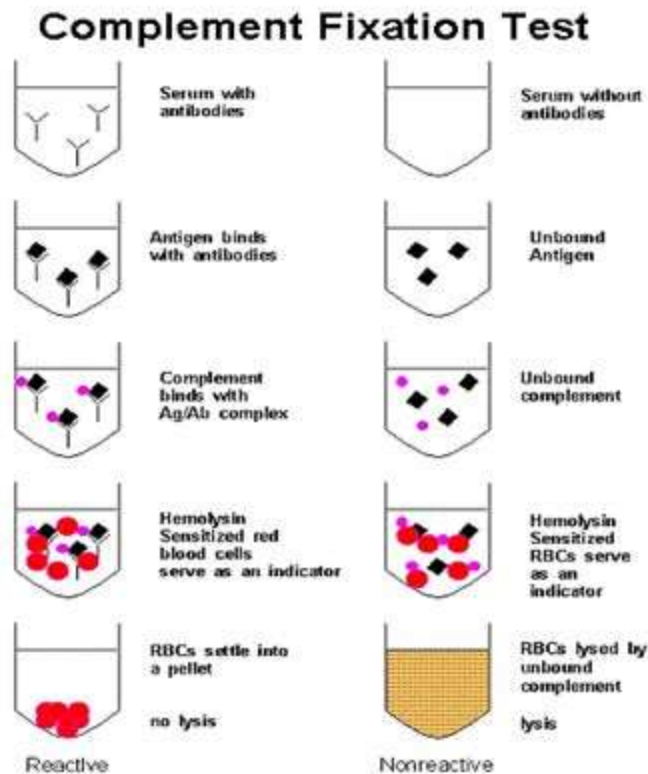 Complement Fixation Test
Serum with
antibodies
Serum without
antibodies
Antigen binds
with antibodies
Unbound
Antigen
Complement
binds with
Ag/Ab complex
Unbound
complement
Hemolysin
Sensitized red
blood cells
serve as an indicator
Hemolysin
Sensitized
RBCs serve
as an
indicator
RBCs settle into
a pellet
no lysis
RBCs lysed by
unbound
complement
lysis
Reactive
Nonreactive